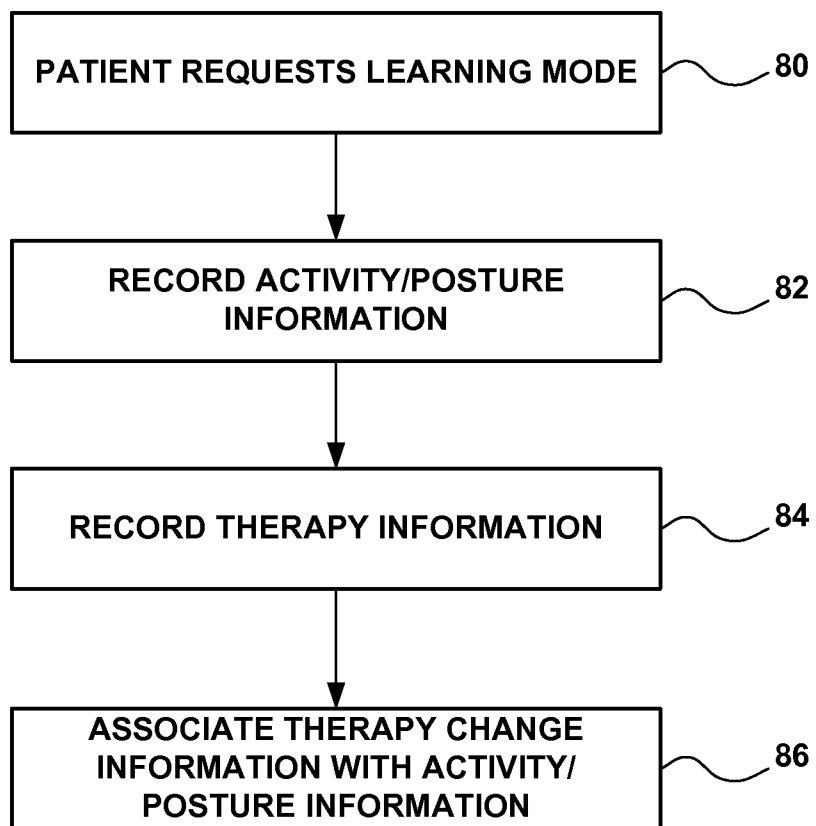 PATIENT REQUESTS LEARNING MODE
80
RECORD ACTIVITY/POSTURE
INFORMATION
82
RECORD THERAPY INFORMATION
84
ASSOCIATE THERAPY CHANGE
INFORMATION WITH ACTIVITY/
POSTURE INFORMATION
86